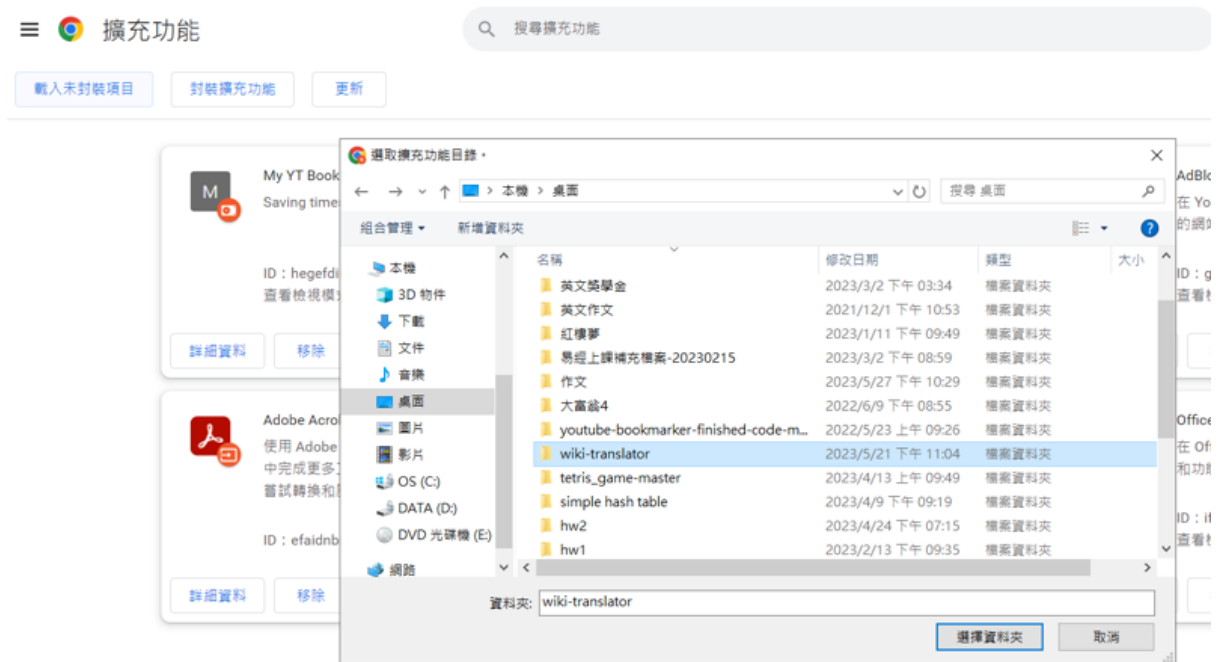 擴充功能
搜尋擴充功能
載入未封裝項目 封裝擴充功能 更新
M
My YT Book
Saving time
ID：hegefdi
查看檢視模
詳細資料 移除
Adobe Acro
使用 Adobe
中完成更多
嘗試轉換和
ID：efaidnb
詳細資料 移除
選取擴充功能目錄。
本機 > 桌面
搜尋 桌面
組合管理 新增資料夾
本機
3D 物件
下載
文件
音樂
桌面
圖片
影片
OS (C:)
DATA (D:)
DVD 光碟機 (E:)
網路
名稱 修改日期 類型 大小
英文獎學金 2023/3/2 下午 03:34 檔案資料夾
英文作文 2021/12/1 下午 10:53 檔案資料夾
紅樓夢 2023/1/11 下午 09:49 檔案資料夾
易經上課補充檔案-20230215 2023/3/2 下午 08:59 檔案資料夾
作文 2023/5/27 下午 10:29 檔案資料夾
大富翁4 2022/6/9 下午 08:55 檔案資料夾
youtube-bookmarker-finished-code-m... 2022/5/23 上午 09:26 檔案資料夾
wiki-translator 2023/5/21 下午 11:04 檔案資料夾
tetris_game-master 2023/4/13 上午 09:49 檔案資料夾
simple hash table 2023/4/9 下午 09:19 檔案資料夾
hw2 2023/4/24 下午 07:15 檔案資料夾
hw1 2023/2/13 下午 09:35 檔案資料夾
資料夾: wiki-translator
選擇資料夾 取消
AdBlo
在 Yo
的網
ID：g
查看
Office
在 Of
和功
ID：if
查看